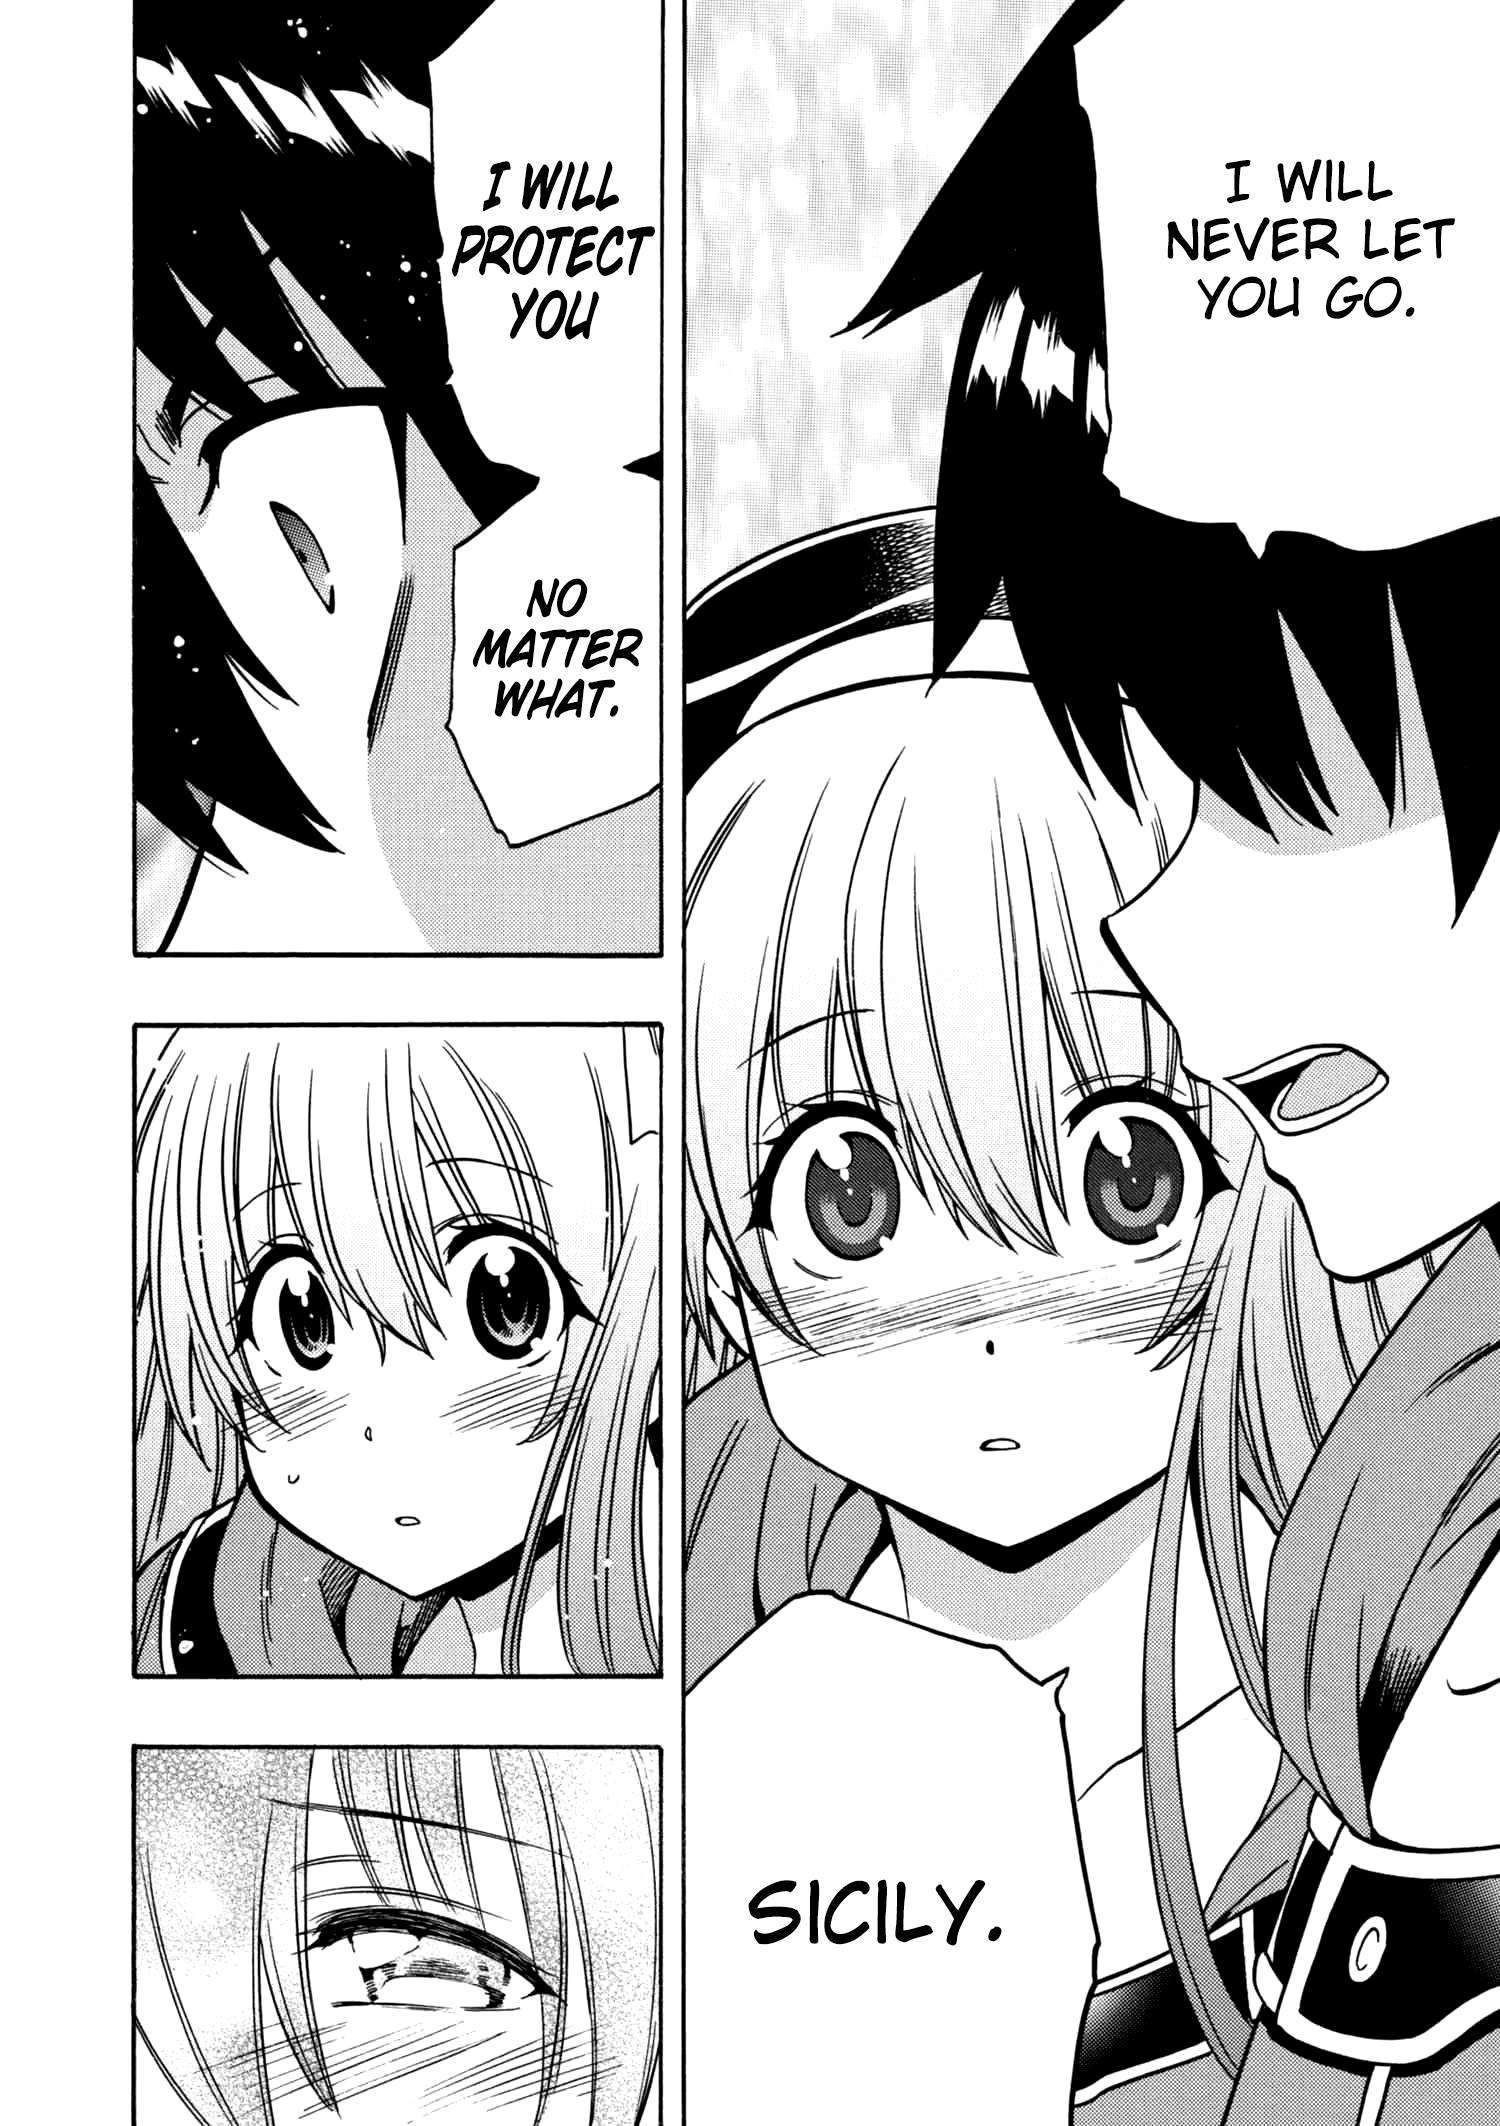 I WILL
NEVER LET
YOU GO.
SICILY.
I WILL
PROTECT
YOU
NO
MATTER
WHAT.